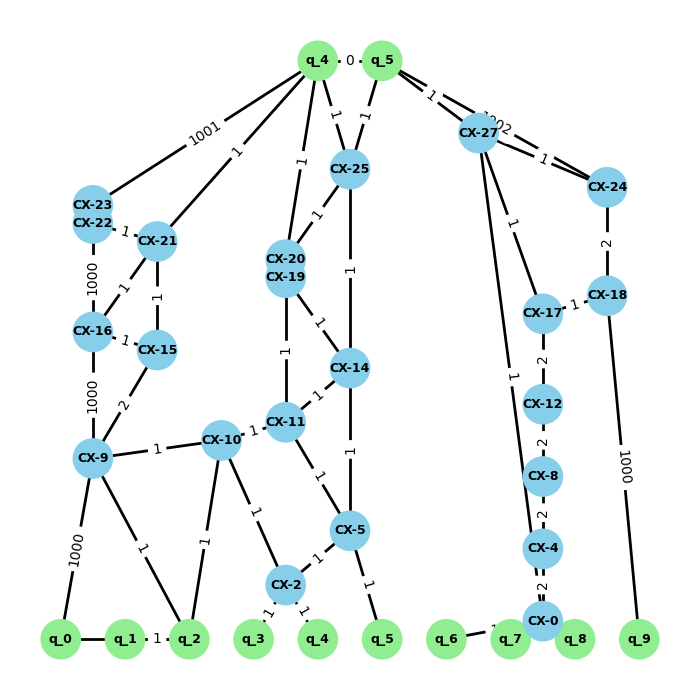 q_4 0 q_5
1 1002
1001 1 1 1 1
CX-27
1
CX-25
CX-24
CX-23
CX-22 1 1 1 2
CX-21
CX-20
CX-19
1000 1 1 1
CX-18
1
CX-17
CX-16 1 CX-15
1 1 2
CX-14
1
1000 2 1
CX-12
CX-11
1
CX-10
1
2
CX-9
1 1000
CX-8
1 1
2
CX-5
1000 1 1 1
CX-4
1
2
CX-2
1 1 1
CX-0
q_0 q_1 1 q_2 q_3 q_4 q_5 q_6 q_7 q_8 q_9